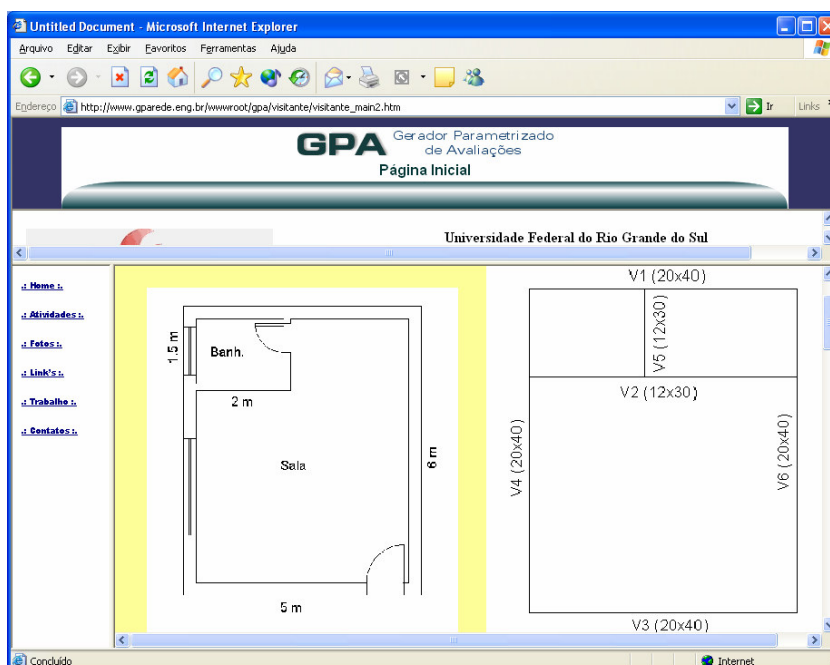 Untitled Document - Microsoft Internet Explorer
Arquivo Editar Exibir Favoritos Ferramentas Ajuda
Endereço http://www.gparede.eng.br/wwwroot/gpa/visitante/visitante_main2.htm Ir Links
GPA Gerador Parametrizado
de Avaliações
Página Inicial
Universidade Federal do Rio Grande do Sul
.: Home :.
.: Atividades :.
.: Fotos :.
.: Link's :.
.: Trabalho :.
.: Contatos :.
1.5 m
Banh.
2 m
Sala
6 m
5 m
V1 (20x40)
V5 (12x30)
V2 (12x30)
V4 (20x40)
V6 (20x40)
V3 (20x40)
Concluído Internet